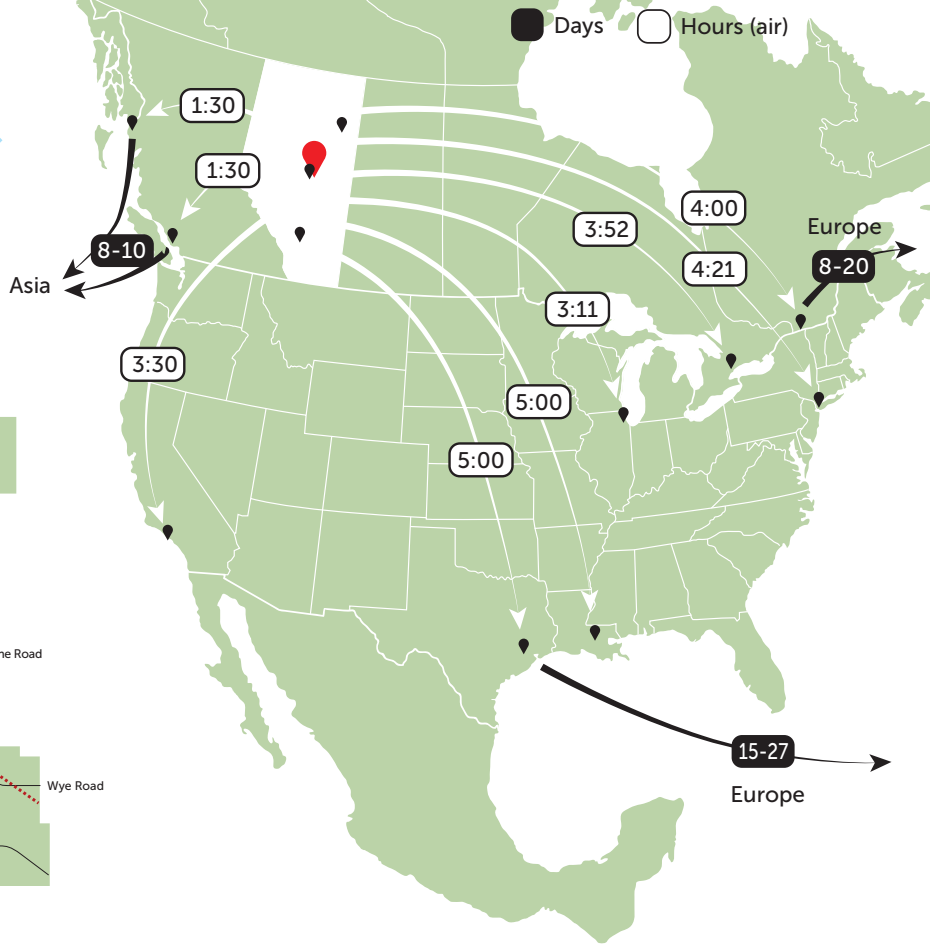 Days
Hours (air)
1:30
1:30
4:00
3:52
Europe
8-10
4:21
8-20
Asia
3:11
3:30
5:00
5:00
ne Road
15-27
Wye Road
Europe